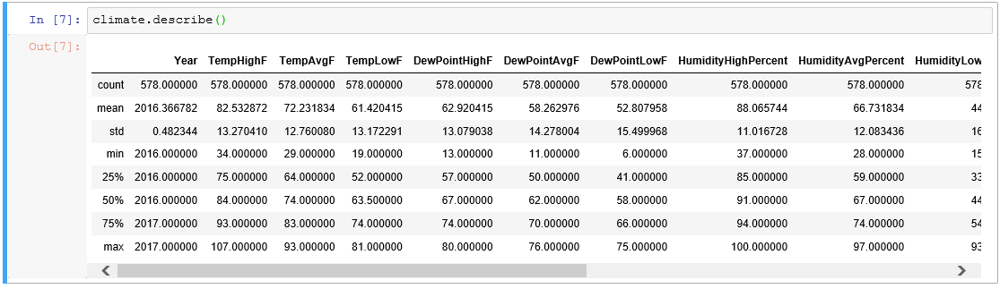 In [7]: climate.describe()
Out[7]:
Year TempHighF TempAvgF TempLowF DewPointHighF DewPointAvgF DewPointLowF HumidityHighPercent HumidityAvgPercent HumidityLow
count 578.000000 578.000000 578.000000 578.000000 578.000000 578.000000 578.000000 578.000000 578.000000 578
mean 2016.366782 82.532872 72.231834 61.420415 62.920415 58.262976 52.807958 88.065744 66.731834 44
std 0.482344 13.270410 12.760080 13.172291 13.079038 14.278004 15.499968 11.016728 12.083436 16
min 2016.000000 34.000000 29.000000 19.000000 13.000000 11.000000 6.000000 37.000000 28.000000 15
25% 2016.000000 75.000000 64.000000 52.000000 57.000000 50.000000 41.000000 85.000000 59.000000 33
50% 2016.000000 84.000000 74.000000 63.500000 67.000000 62.000000 58.000000 91.000000 67.000000 44
75% 2017.000000 93.000000 83.000000 74.000000 74.000000 70.000000 66.000000 94.000000 74.000000 54
max 2017.000000 107.000000 93.000000 81.000000 80.000000 76.000000 75.000000 100.000000 97.000000 93